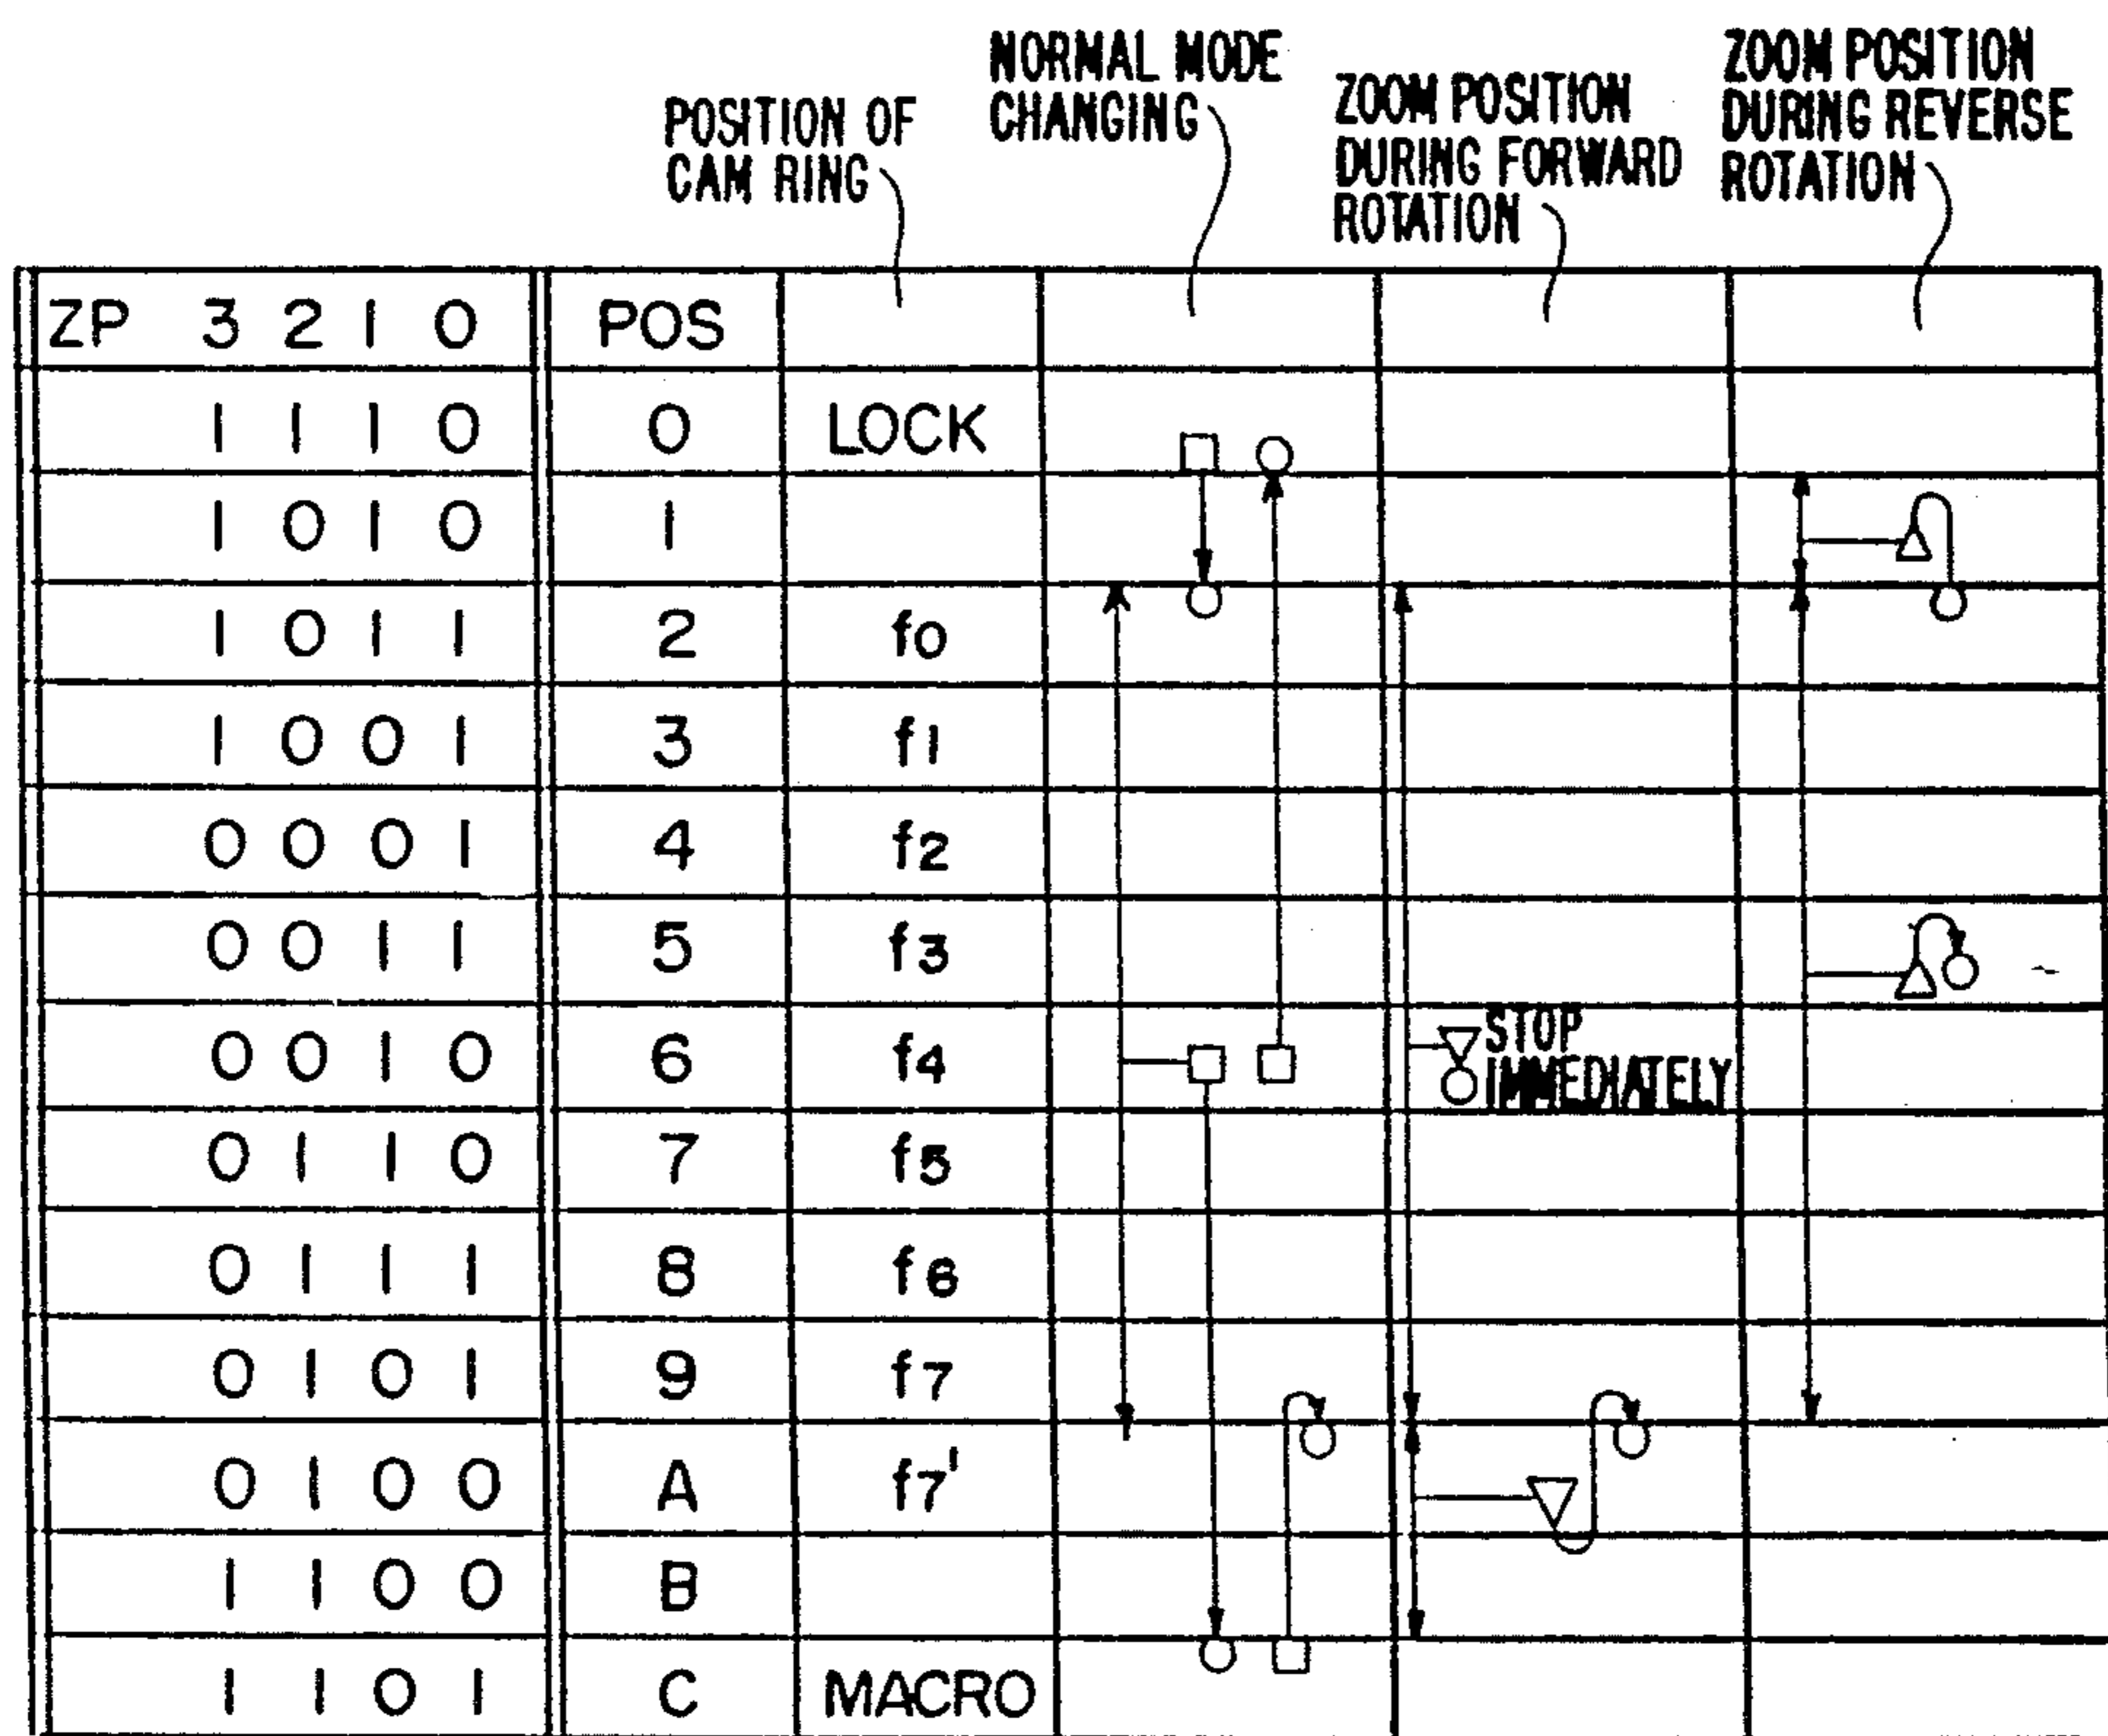 NORMAL MODE
CHANGING
ZOOM POSITION
DURING REVERSE
ROTATION
POSITION OF
CAM RING
ZOOM POSITION
DURING FORWARD
ROTATION
ZP 3 2 1 0 POS
1 1 1 0 0 LOCK
1 0 1 0 1
1 0 1 1 2 f0
1 0 0 1 3 f1
0 0 0 1 4 f2
0 0 1 1 5 f3
0 0 1 0 6 f4 STOP
IMMEDIATELY
0 1 1 0 7 f5
0 1 1 1 8 f6
0 1 0 1 9 f7
0 1 0 0 A f7'
1 1 0 0 B
1 1 0 1 C MACRO